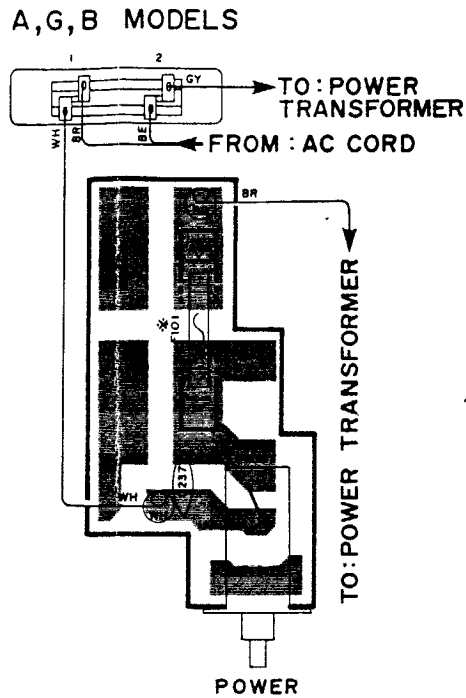 A,G,B MODELS
1 2
GY
TO: POWER
TRANSFORMER
WH BR BE
FROM : AC CORD
BR
F101
TO: POWER TRANSFORMER
237
WH
POWER